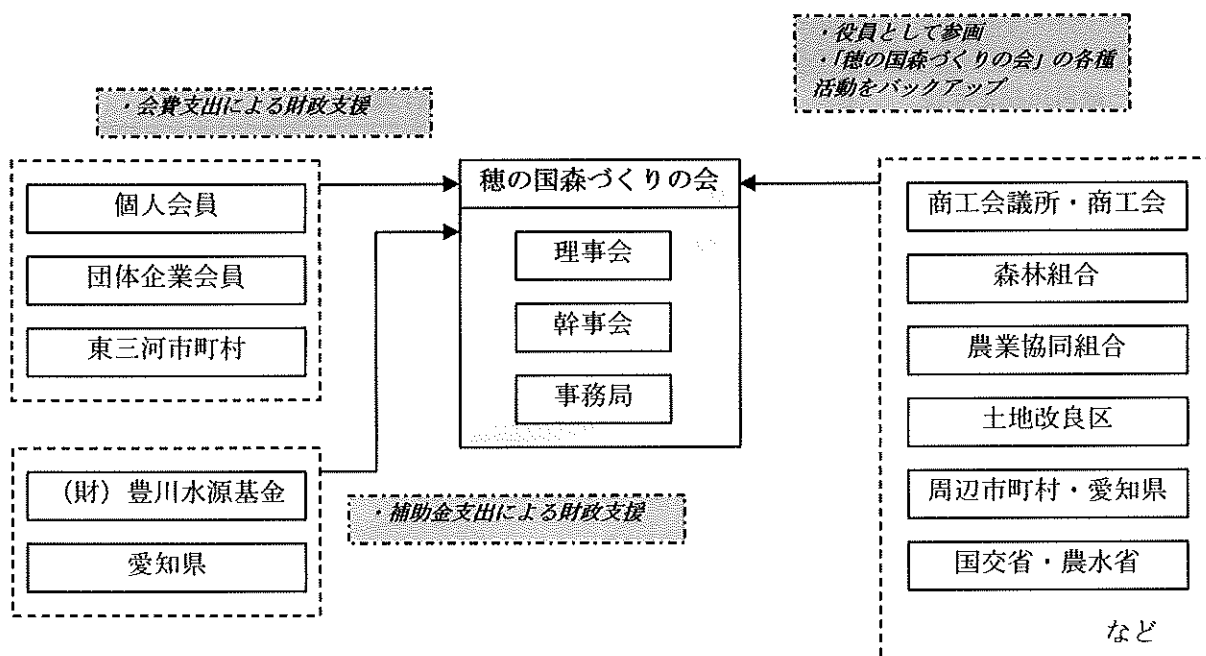 ・役員として参画
・「穂の国森づくりの会」の各種
活動をバックアップ
・会費支出による財政支援
個人会員
団体企業会員
東三河市町村
穂の国森づくりの会
理事会
幹事会
事務局
商工会議所・商工会
森林組合
農業協同組合
土地改良区
周辺市町村・愛知県
国交省・農水省
など
(財)豊川水源基金
愛知県
・補助金支出による財政支援